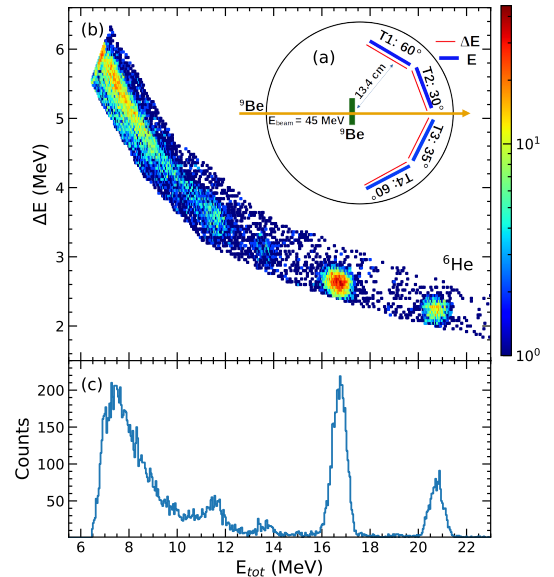 (b)
(a)
T1: 60°
T2: 30°
T3: 35°
T4: 60°
ΔE
E
13.4 cm
⁹Be
E_beam = 45 MeV
⁹Be
⁶He
ΔE (MeV)
6
5
4
3
2
10¹
10⁰
(c)
Counts
200
150
100
50
6 8 10 12 14 16 18 20 22
E_tot (MeV)